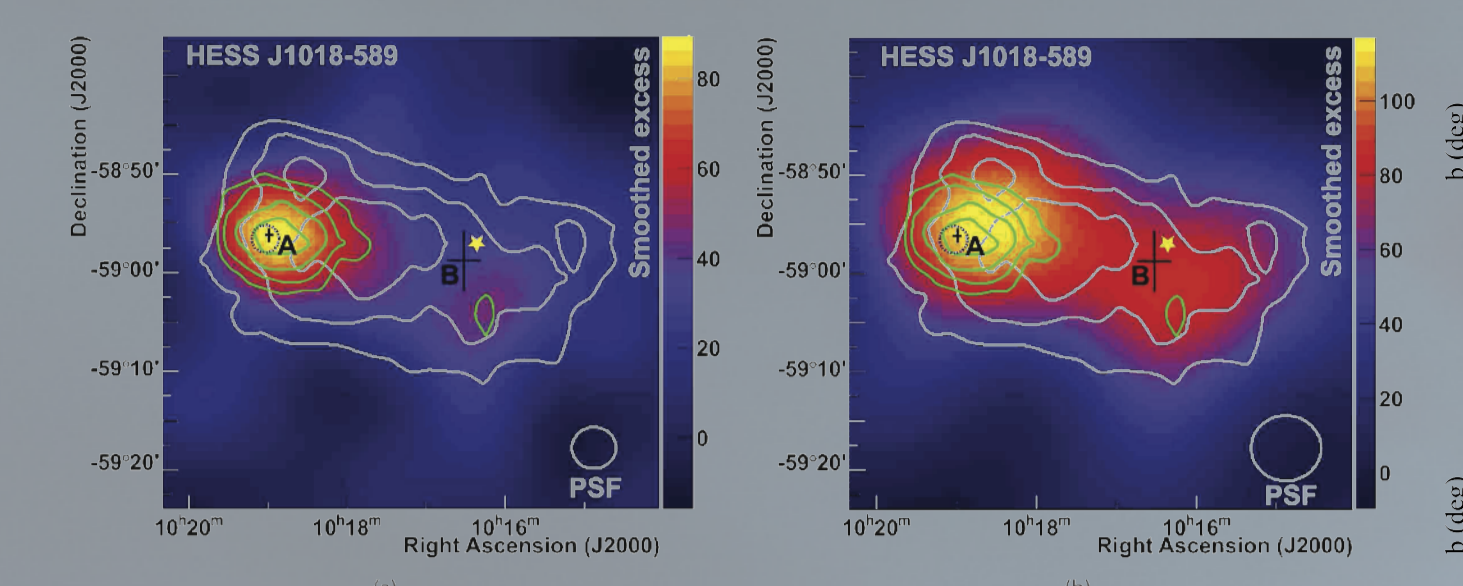 HESS J1018-589
Smoothed excess
Declination (J2000)
80
60
40
20
0
-58°50'
-59°00'
-59°10'
-59°20'
A
B
PSF
10h20m
10h18m
10h16m
Right Ascension (J2000)
(a)
HESS J1018-589
Smoothed excess
Declination (J2000)
100
80
60
40
20
0
-58°50'
-59°00'
-59°10'
-59°20'
A
B
PSF
10h20m
10h18m
10h16m
Right Ascension (J2000)
(b)
b (deg)
b (deg)